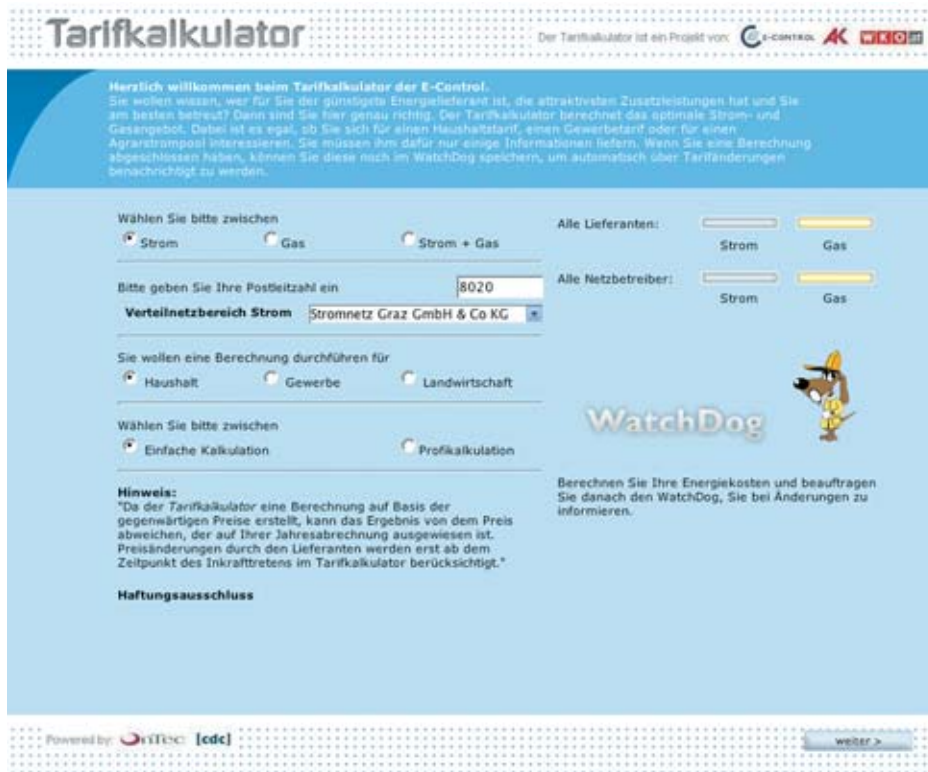 Tarifkalkulator
Der Tarifkalkulator ist ein Projekt von: E-CONTROL AK WKO.at
Herzlich willkommen beim Tarifkalkulator der E-Control.
Sie wollen wissen, wer für Sie der günstigste Energielieferant ist, die attraktivsten Zusatzleistungen hat und Sie
am besten betreut? Dann sind Sie hier genau richtig. Der Tarifkalkulator berechnet das optimale Strom- und
Gasangebot. Dabei ist es egal, ob Sie sich für einen Haushaltstarif, einen Gewerbetarif oder für einen
Agrarstrompool interessieren. Sie müssen ihm dafür nur einige Informationen liefern. Wenn Sie eine Berechnung
abgeschlossen haben, können Sie diese noch im WatchDog speichern, um automatisch über Tarifänderungen
benachrichtigt zu werden.
Wählen Sie bitte zwischen
Strom Gas Strom + Gas
Bitte geben Sie Ihre Postleitzahl ein 8020
Verteilnetzbereich Strom Stromnetz Graz GmbH & Co KG
Sie wollen eine Berechnung durchführen für
Haushalt Gewerbe Landwirtschaft
Wählen Sie bitte zwischen
Einfache Kalkulation Profikalkulation
Hinweis:
"Da der Tarifkalkulator eine Berechnung auf Basis der
gegenwärtigen Preise erstellt, kann das Ergebnis von dem Preis
abweichen, der auf Ihrer Jahresabrechnung ausgewiesen ist.
Preisänderungen durch den Lieferanten werden erst ab dem
Zeitpunkt des Inkrafttretens im Tarifkalkulator berücksichtigt."
Haftungsausschluss
Alle Lieferanten:
Strom Gas
Alle Netzbetreiber:
Strom Gas
WatchDog
Berechnen Sie Ihre Energiekosten und beauftragen
Sie danach den WatchDog, Sie bei Änderungen zu
informieren.
Powered by: OnTec [cdc]
weiter >